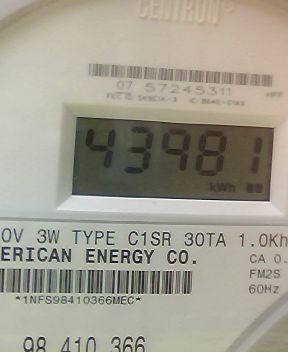 CENTRON®
07 57245311
43981
kWh
0V 3W TYPE C1SR 30TA 1.0Kh
ERICAN ENERGY CO.
CA 0.
FM2S
60Hz
*1NFS98410366MEC*
98 410 366